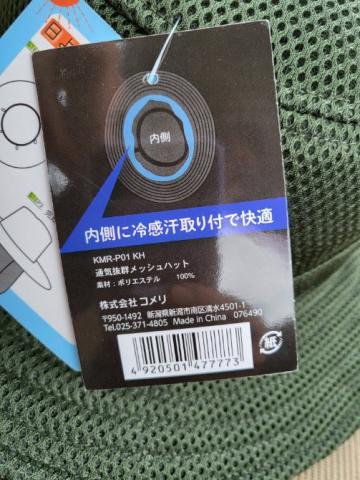 日よ
内側
内側に冷感汗取り付で快適
KMR-P01 KH
通気抜群メッシュハット
素材：ポリエステル　100%
株式会社 コメリ
〒950-1492　新潟県新潟市南区清水4501-1
Tel.025-371-4805　Made in China　076490
紙
4920501477773